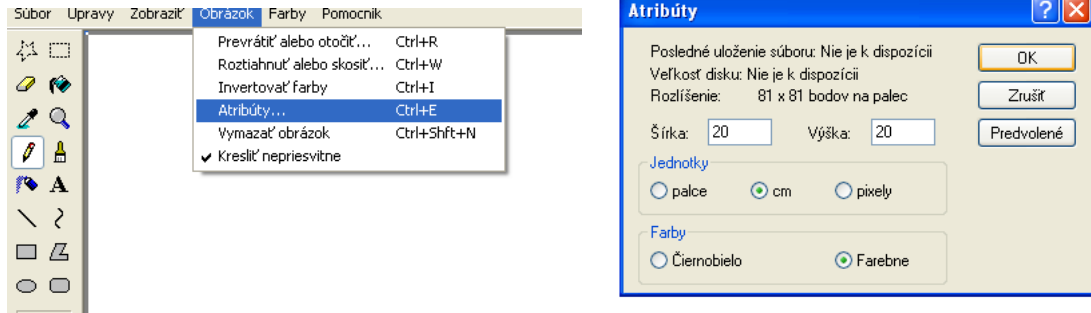 Súbor Upravy Zobraziť Obrázok Farby Pomocnik
Prevrátiť alebo otočiť... Ctrl+R
Roztiahnuť alebo skosiť... Ctrl+W
Invertovať farby Ctrl+I
Atribúty... Ctrl+E
Vymazať obrázok Ctrl+Shft+N
Kresliť nepriesvitne
A
Atribúty
Posledné uloženie súboru: Nie je k dispozícii
Veľkosť disku: Nie je k dispozícii
Rozlíšenie: 81 x 81 bodov na palec
Šírka: 20 Výška: 20
Jednotky
palce cm pixely
Farby
Čiernobielo Farebne
OK
Zrušiť
Predvolené